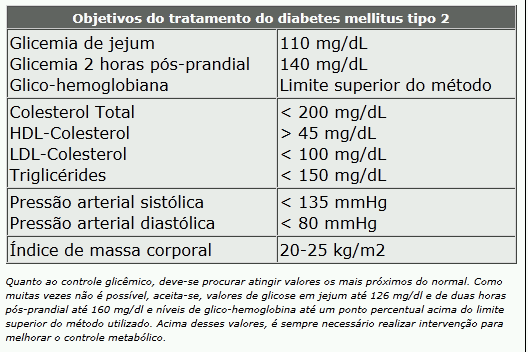 Objetivos do tratamento do diabetes mellitus tipo 2
Glicemia de jejum 110 mg/dL
Glicemia 2 horas pós-prandial 140 mg/dL
Glico-hemoglobiana Limite superior do método
Colesterol Total < 200 mg/dL
HDL-Colesterol > 45 mg/dL
LDL-Colesterol < 100 mg/dL
Triglicérides < 150 mg/dL
Pressão arterial sistólica < 135 mmHg
Pressão arterial diastólica < 80 mmHg
Índice de massa corporal 20-25 kg/m2
Quanto ao controle glicêmico, deve-se procurar atingir valores os mais próximos do normal. Como
muitas vezes não é possível, aceita-se, valores de glicose em jejum até 126 mg/dl e de duas horas
pós-prandial até 160 mg/dl e níveis de glico-hemoglobina até um ponto percentual acima do limite
superior do método utilizado. Acima desses valores, é sempre necessário realizar intervenção para
melhorar o controle metabólico.